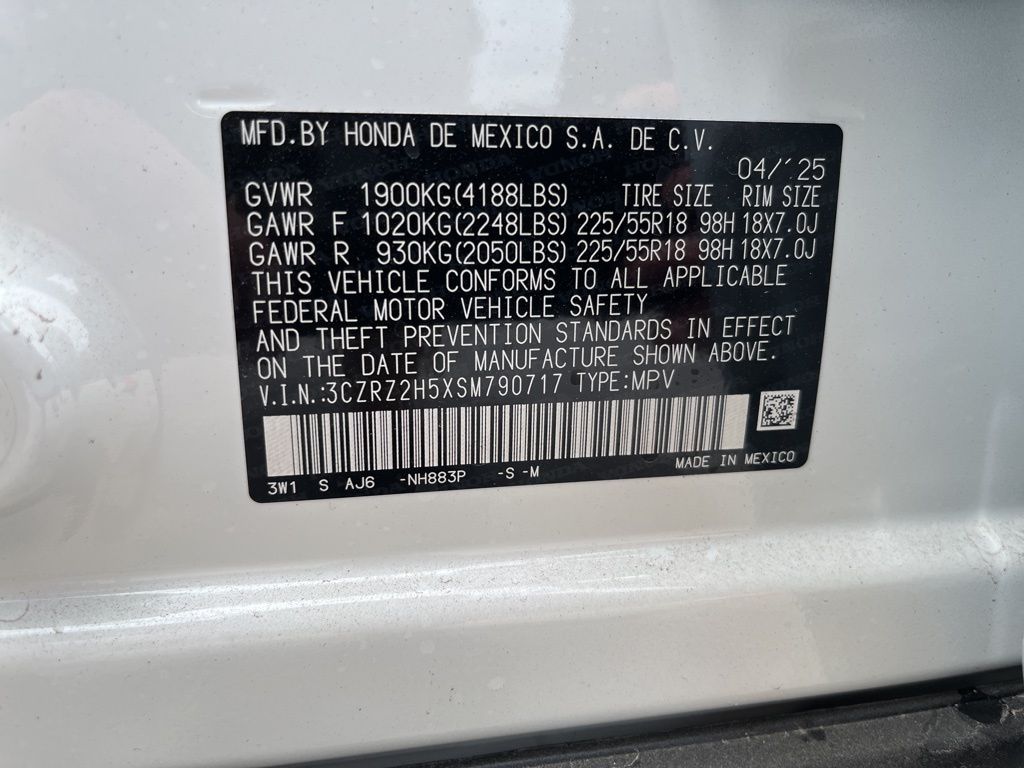 MFD.BY HONDA DE MEXICO S.A. DE C.V.
04/'25
GVWR 1900KG(4188LBS) TIRE SIZE RIM SIZE
GAWR F 1020KG(2248LBS) 225/55R18 98H 18X7.0J
GAWR R 930KG(2050LBS) 225/55R18 98H 18X7.0J
THIS VEHICLE CONFORMS TO ALL APPLICABLE
FEDERAL MOTOR VEHICLE SAFETY
AND THEFT PREVENTION STANDARDS IN EFFECT
ON THE DATE OF MANUFACTURE SHOWN ABOVE.
V.I.N.:3CZRZ2H5XSM790717 TYPE:MPV
MADE IN MEXICO
3W1 S AJ6 -NH883P -S -M